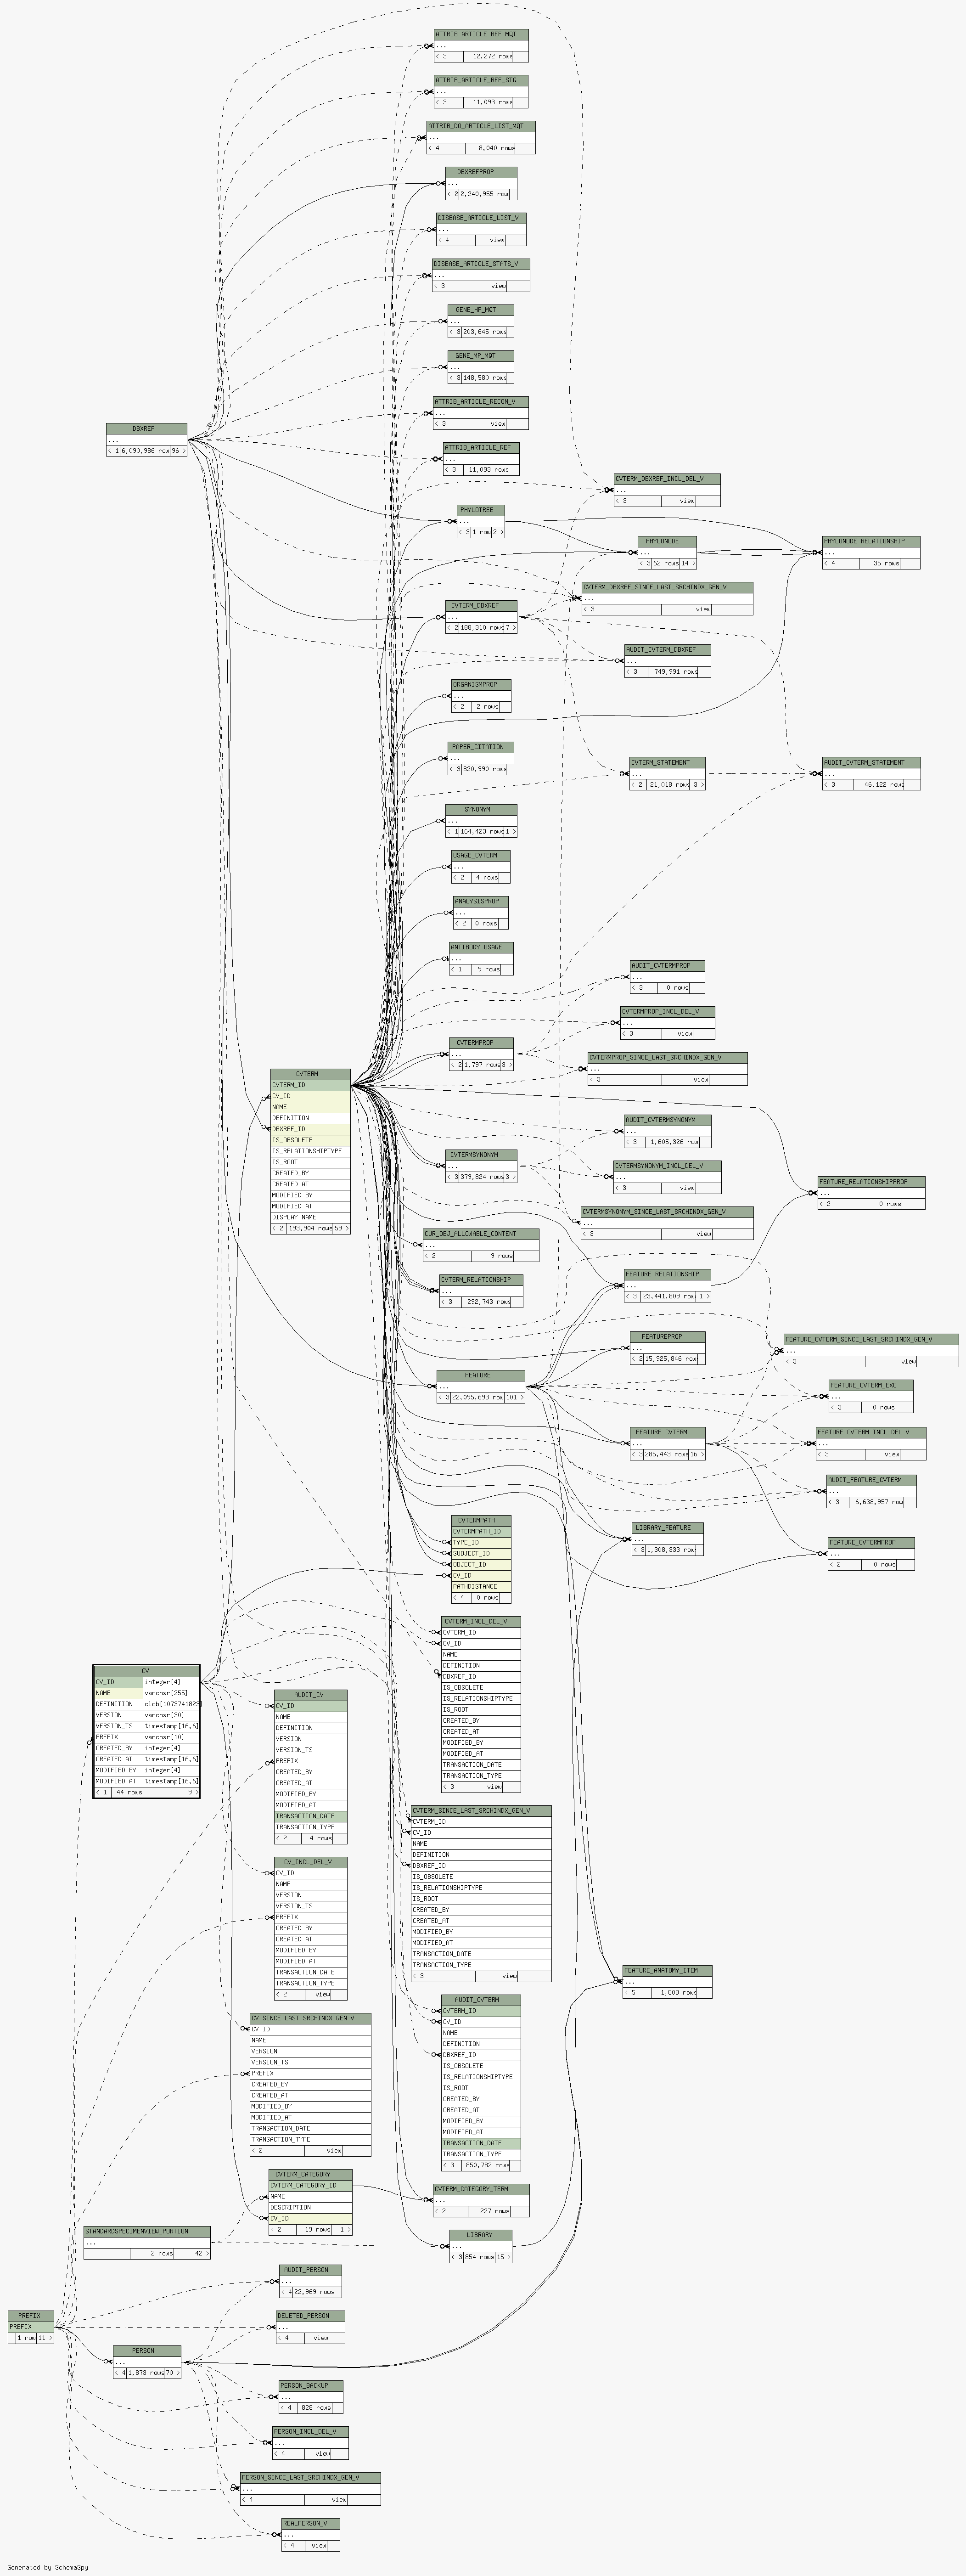 ATTRIB_ARTICLE_REF_MQT
...
< 3 12,272 rows
ATTRIB_ARTICLE_REF_STG
...
< 3 11,093 rows
ATTRIB_DO_ARTICLE_LIST_MQT
...
< 4 8,040 rows
DBXREFPROP
...
< 2 2,240,955 row
DISEASE_ARTICLE_LIST_V
...
< 4 view
DISEASE_ARTICLE_STATS_V
...
< 3 view
GENE_HP_MQT
...
< 3 203,645 rows
GENE_MP_MQT
...
< 3 148,580 rows
ATTRIB_ARTICLE_RECON_V
...
< 3 view
DBXREF
...
< 1 6,090,986 row 96 >
ATTRIB_ARTICLE_REF
...
< 3 11,093 rows
CVTERM_DBXREF_INCL_DEL_V
...
< 3 view
PHYLOTREE
...
< 3 1 row 2 >
PHYLONODE
...
< 3 62 rows 14 >
PHYLONODE_RELATIONSHIP
...
< 4 35 rows
CVTERM_DBXREF_SINCE_LAST_SRCHINDX_GEN_V
...
< 3 view
CVTERM_DBXREF
...
< 2 188,310 rows 7 >
AUDIT_CVTERM_DBXREF
...
< 3 749,991 rows
ORGANISMPROP
...
< 2 2 rows
PAPER_CITATION
...
< 3 820,990 rows
CVTERM_STATEMENT
...
< 2 21,018 rows 3 >
AUDIT_CVTERM_STATEMENT
...
< 3 46,122 rows
SYNONYM
...
< 1 164,423 rows 1 >
USAGE_CVTERM
...
< 2 4 rows
ANALYSISPROP
...
< 2 0 rows
ANTIBODY_USAGE
...
< 1 9 rows
AUDIT_CVTERMPROP
...
< 3 0 rows
CVTERMPROP_INCL_DEL_V
...
< 3 view
CVTERMPROP
...
< 2 1,797 rows 3 >
CVTERMPROP_SINCE_LAST_SRCHINDX_GEN_V
...
< 3 view
CVTERM
CVTERM_ID
CV_ID
NAME
DEFINITION
DBXREF_ID
IS_OBSOLETE
IS_RELATIONSHIPTYPE
IS_ROOT
CREATED_BY
CREATED_AT
MODIFIED_BY
MODIFIED_AT
DISPLAY_NAME
< 2 193,904 rows 59 >
AUDIT_CVTERMSYNONYM
...
< 3 1,605,326 row
CVTERMSYNONYM
...
< 3 379,824 rows 3 >
CVTERMSYNONYM_INCL_DEL_V
...
< 3 view
FEATURE_RELATIONSHIPPROP
...
< 2 0 rows
CVTERMSYNONYM_SINCE_LAST_SRCHINDX_GEN_V
...
< 3 view
CUR_OBJ_ALLOWABLE_CONTENT
...
< 2 9 rows
CVTERM_RELATIONSHIP
...
< 3 292,743 rows
FEATURE_RELATIONSHIP
...
< 3 23,441,809 row 1 >
FEATUREPROP
...
< 2 15,925,846 row
FEATURE_CVTERM_SINCE_LAST_SRCHINDX_GEN_V
...
< 3 view
FEATURE
...
< 3 22,095,693 row 101 >
FEATURE_CVTERM_EXC
...
< 3 0 rows
FEATURE_CVTERM
...
< 3 285,443 rows 16 >
FEATURE_CVTERM_INCL_DEL_V
...
< 3 view
AUDIT_FEATURE_CVTERM
...
< 3 6,638,957 row
LIBRARY_FEATURE
...
< 3 1,308,333 row
FEATURE_CVTERMPROP
...
< 2 0 rows
CVTERMPATH
CVTERMPATH_ID
TYPE_ID
SUBJECT_ID
OBJECT_ID
CV_ID
PATHDISTANCE
< 4 0 rows
CVTERM_INCL_DEL_V
CVTERM_ID
CV_ID
NAME
DEFINITION
DBXREF_ID
IS_OBSOLETE
IS_RELATIONSHIPTYPE
IS_ROOT
CREATED_BY
CREATED_AT
MODIFIED_BY
MODIFIED_AT
TRANSACTION_DATE
TRANSACTION_TYPE
< 3 view
CV
CV_ID integer[4]
NAME varchar[255]
DEFINITION clob[1073741823]
VERSION varchar[30]
VERSION_TS timestamp[16,6]
PREFIX varchar[10]
CREATED_BY integer[4]
CREATED_AT timestamp[16,6]
MODIFIED_BY integer[4]
MODIFIED_AT timestamp[16,6]
< 1 44 rows 9 >
AUDIT_CV
CV_ID
NAME
DEFINITION
VERSION
VERSION_TS
PREFIX
CREATED_BY
CREATED_AT
MODIFIED_BY
MODIFIED_AT
TRANSACTION_DATE
TRANSACTION_TYPE
< 2 4 rows
CVTERM_SINCE_LAST_SRCHINDX_GEN_V
CVTERM_ID
CV_ID
NAME
DEFINITION
DBXREF_ID
IS_OBSOLETE
IS_RELATIONSHIPTYPE
IS_ROOT
CREATED_BY
CREATED_AT
MODIFIED_BY
MODIFIED_AT
TRANSACTION_DATE
TRANSACTION_TYPE
< 3 view
CV_INCL_DEL_V
CV_ID
NAME
VERSION
VERSION_TS
PREFIX
CREATED_BY
CREATED_AT
MODIFIED_BY
MODIFIED_AT
TRANSACTION_DATE
TRANSACTION_TYPE
< 2 view
FEATURE_ANATOMY_ITEM
...
< 5 1,808 rows
AUDIT_CVTERM
CVTERM_ID
CV_ID
NAME
DEFINITION
DBXREF_ID
IS_OBSOLETE
IS_RELATIONSHIPTYPE
IS_ROOT
CREATED_BY
CREATED_AT
MODIFIED_BY
MODIFIED_AT
TRANSACTION_DATE
TRANSACTION_TYPE
< 3 850,782 rows
CV_SINCE_LAST_SRCHINDX_GEN_V
CV_ID
NAME
VERSION
VERSION_TS
PREFIX
CREATED_BY
CREATED_AT
MODIFIED_BY
MODIFIED_AT
TRANSACTION_DATE
TRANSACTION_TYPE
< 2 view
CVTERM_CATEGORY
CVTERM_CATEGORY_ID
NAME
DESCRIPTION
CV_ID
< 2 19 rows 1 >
CVTERM_CATEGORY_TERM
...
< 2 227 rows
STANDARDSPECIMENVIEW_PORTION
...
2 rows 42 >
LIBRARY
...
< 3 854 rows 15 >
AUDIT_PERSON
...
< 4 22,969 rows
PREFIX
PREFIX
1 row 11 >
DELETED_PERSON
...
< 4 view
PERSON
...
< 4 1,873 rows 70 >
PERSON_BACKUP
...
< 4 828 rows
PERSON_INCL_DEL_V
...
< 4 view
PERSON_SINCE_LAST_SRCHINDX_GEN_V
...
< 4 view
REALPERSON_V
...
< 4 view
Generated by SchemaSpy